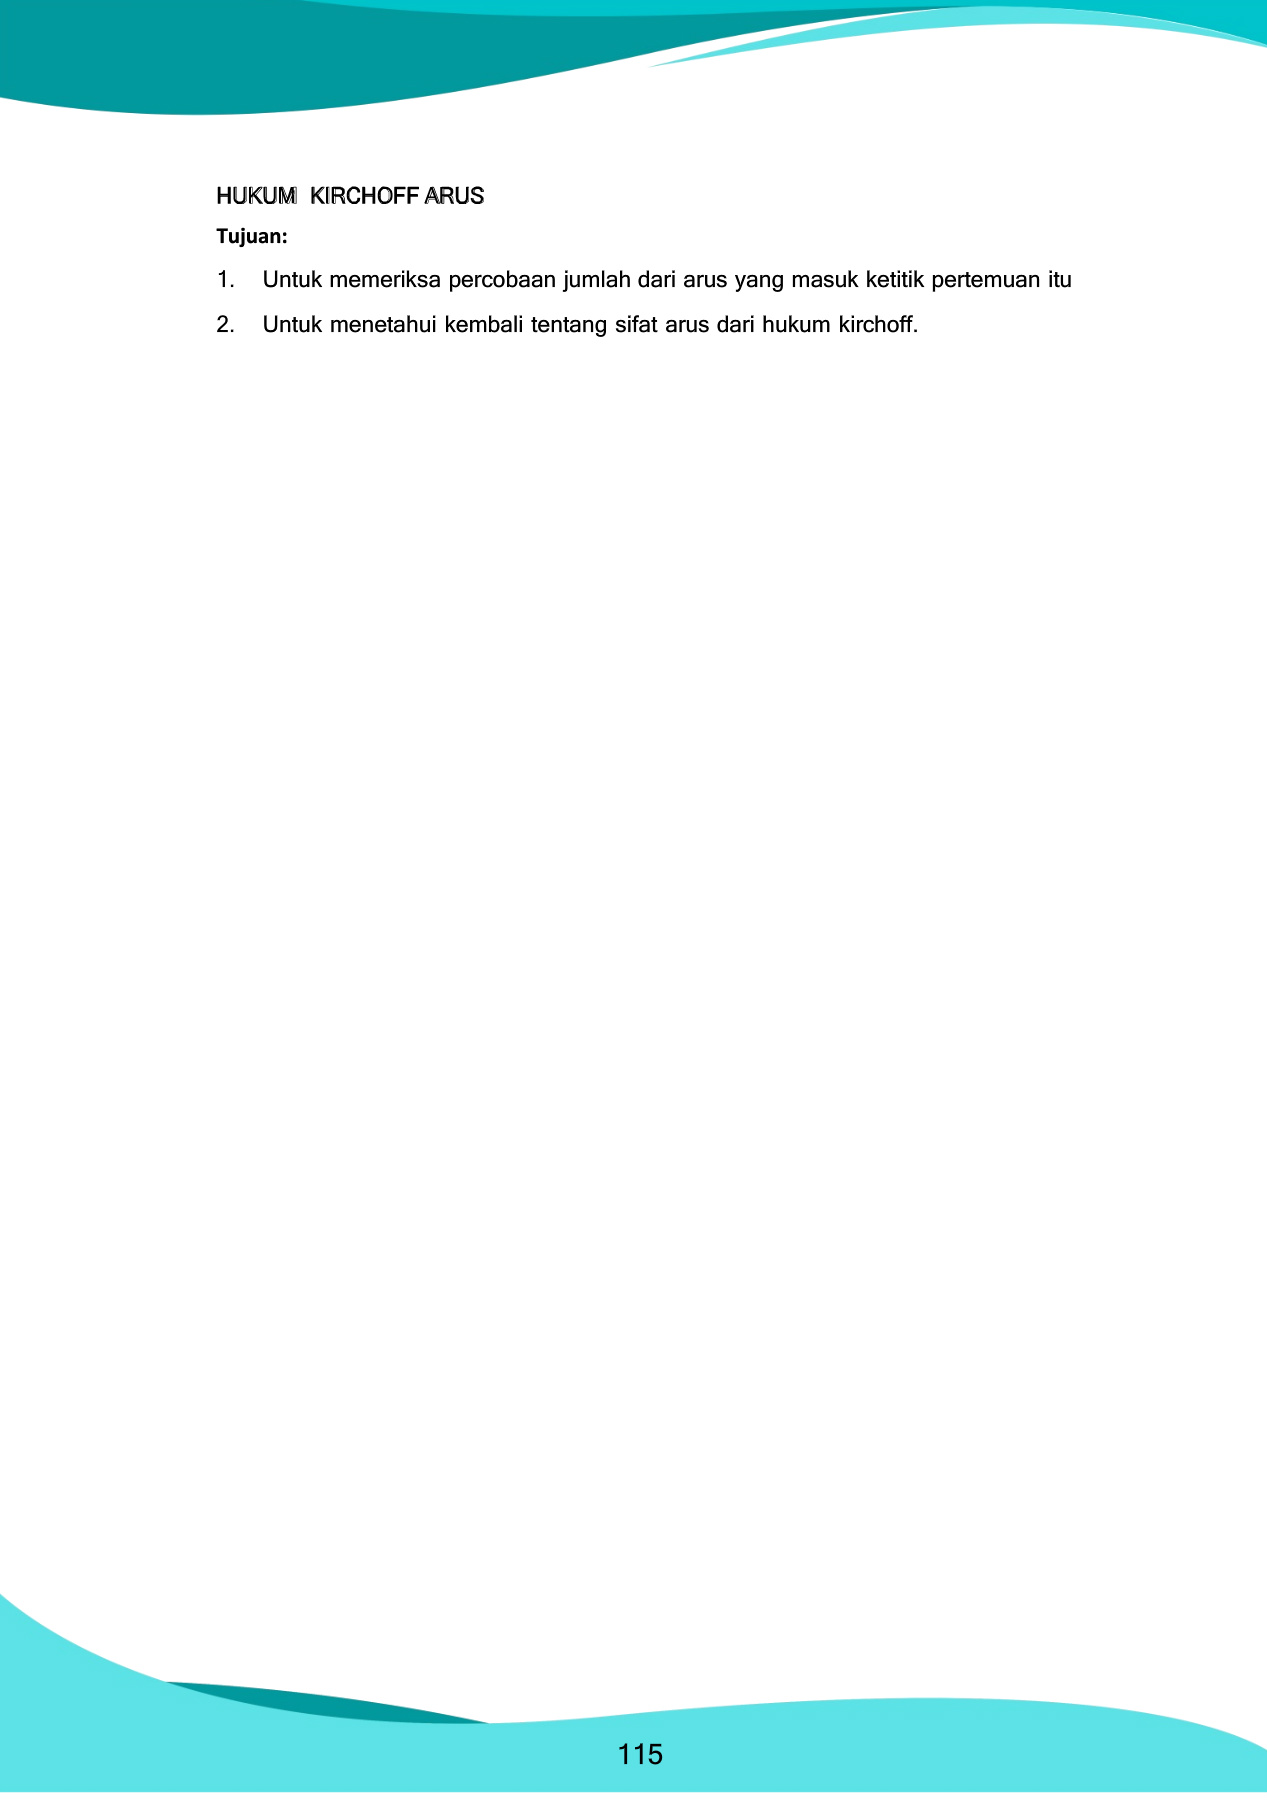 HUKUM KIRCHOFF ARUS
Tujuan:
1. Untuk memeriksa percobaan jumlah dari arus yang masuk ketitik pertemuan itu
2. Untuk menetahui kembali tentang sifat arus dari hukum kirchoff.
115